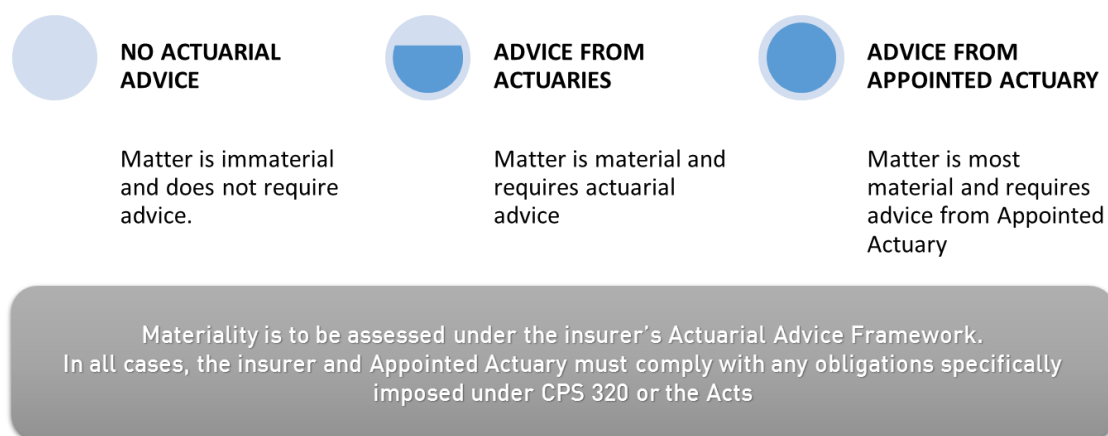 NO ACTUARIAL
ADVICE
Matter is immaterial
and does not require
advice.
ADVICE FROM
ACTUARIES
Matter is material and
requires actuarial
advice
ADVICE FROM
APPOINTED ACTUARY
Matter is most
material and requires
advice from Appointed
Actuary
Materiality is to be assessed under the insurer’s Actuarial Advice Framework.
In all cases, the insurer and Appointed Actuary must comply with any obligations specifically
imposed under CPS 320 or the Acts